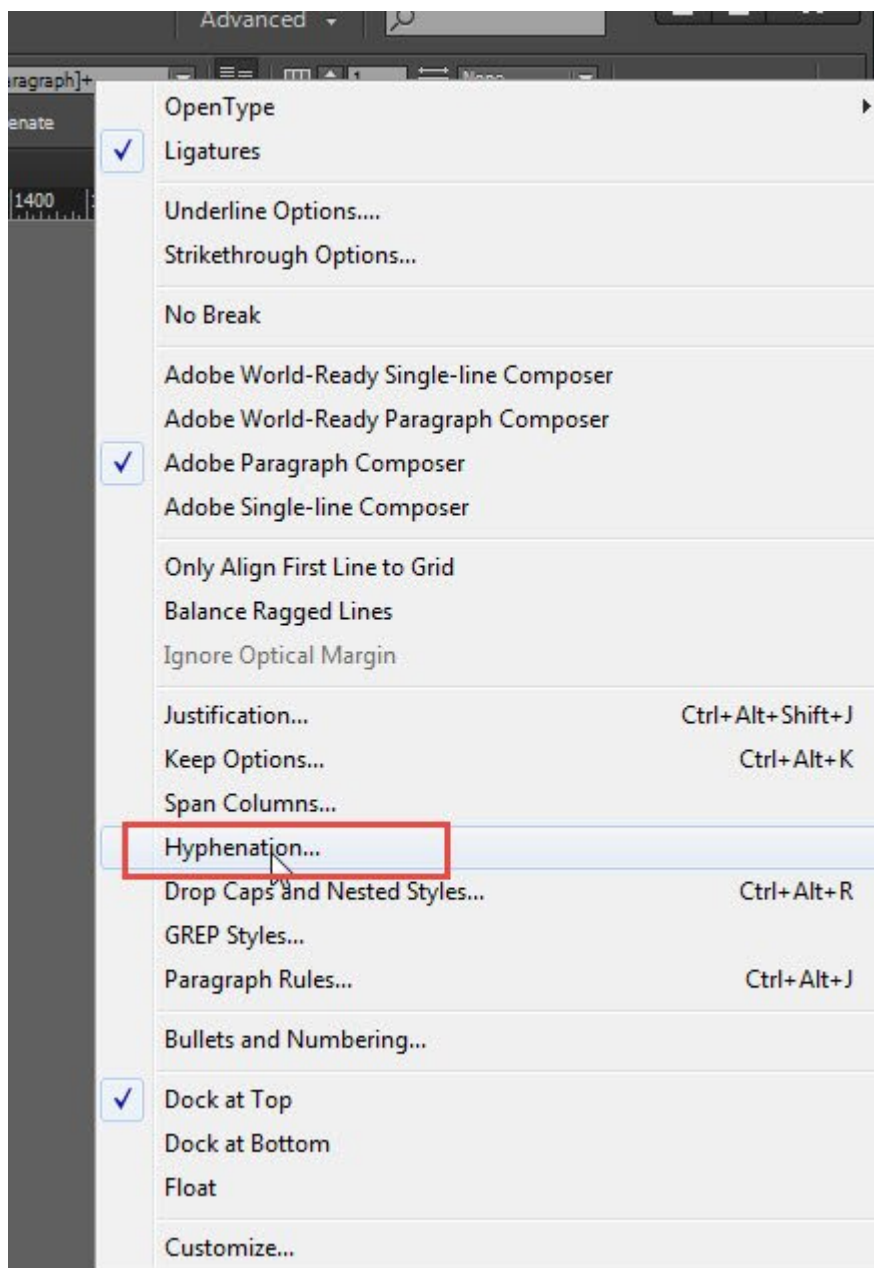 Advanced
ragraph]+
1
None
enate
1400
OpenType
Ligatures
Underline Options....
Strikethrough Options...
No Break
Adobe World-Ready Single-line Composer
Adobe World-Ready Paragraph Composer
Adobe Paragraph Composer
Adobe Single-line Composer
Only Align First Line to Grid
Balance Ragged Lines
Ignore Optical Margin
Justification... Ctrl+Alt+Shift+J
Keep Options... Ctrl+Alt+K
Span Columns...
Hyphenation...
Drop Caps and Nested Styles... Ctrl+Alt+R
GREP Styles...
Paragraph Rules... Ctrl+Alt+J
Bullets and Numbering...
Dock at Top
Dock at Bottom
Float
Customize...